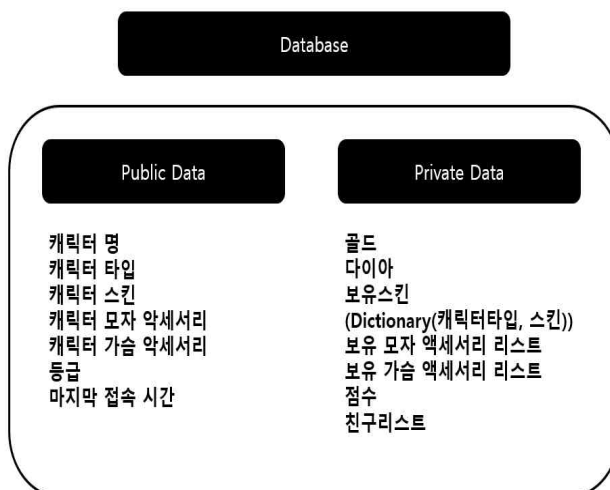 Database
Public Data
캐릭터 명
캐릭터 타입
캐릭터 스킨
캐릭터 모자 악세서리
캐릭터 가슴 악세서리
등급
마지막 접속 시간
Private Data
골드
다이아
보유스킨
(Dictionary(캐릭터타입, 스킨))
보유 모자 액세서리 리스트
보유 가슴 액세서리 리스트
점수
친구리스트